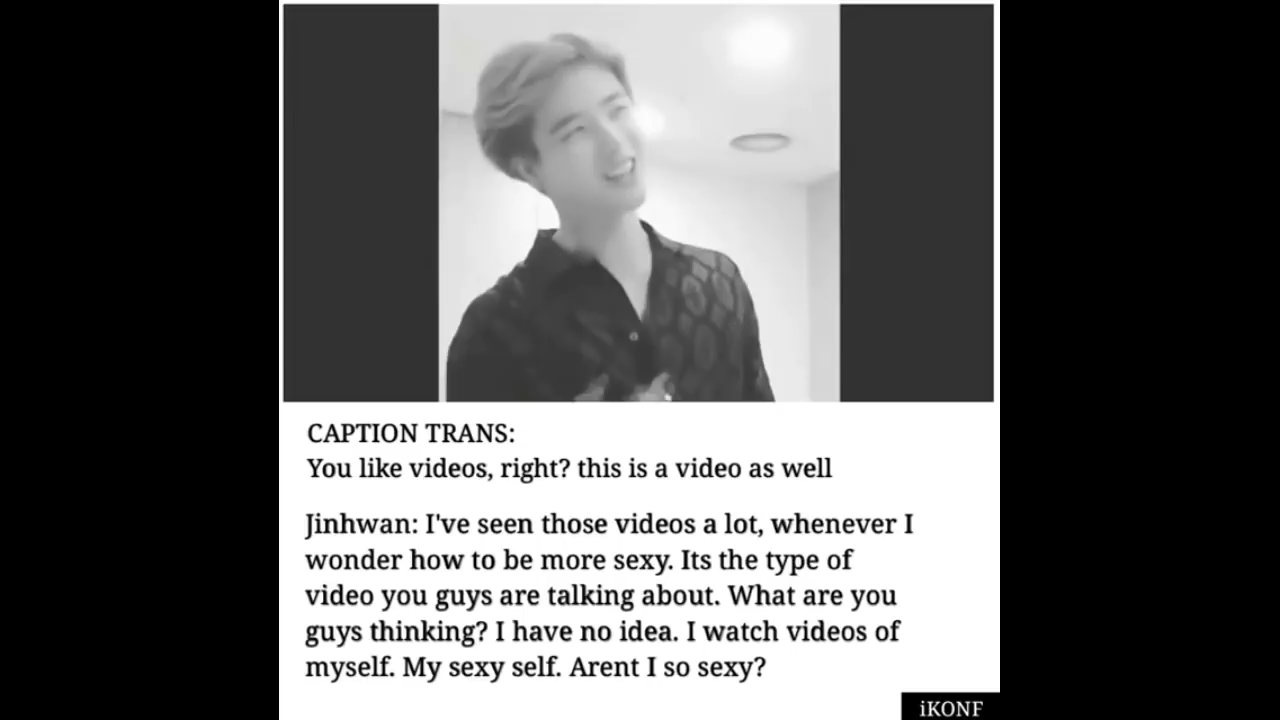 CAPTION TRANS:
You like videos, right? this is a video as well
Jinhwan: I've seen those videos a lot, whenever I
wonder how to be more sexy. Its the type of
video you guys are talking about. What are you
guys thinking? I have no idea. I watch videos of
myself. My sexy self. Arent I so sexy?
iKONF